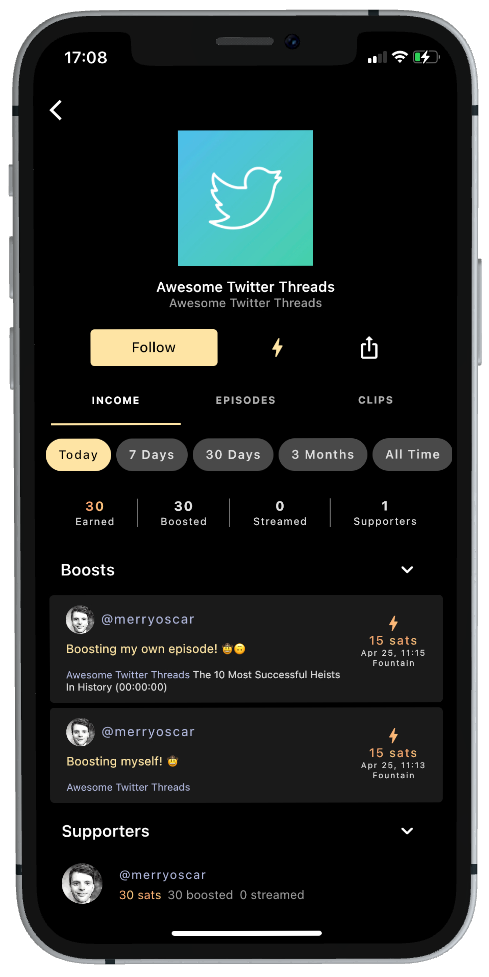 17:08
Awesome Twitter Threads
Awesome Twitter Threads
Follow
INCOME EPISODES CLIPS
Today 7 Days 30 Days 3 Months All Time
30 30 0 1
Earned Boosted Streamed Supporters
Boosts
@merryoscar
15 sats
Boosting my own episode! 🤠🙃
Apr 25, 11:15
Fountain
Awesome Twitter Threads The 10 Most Successful Heists
In History (00:00:00)
@merryoscar
15 sats
Boosting myself! 🤠
Apr 25, 11:13
Fountain
Awesome Twitter Threads
Supporters
@merryoscar
30 sats 30 boosted 0 streamed